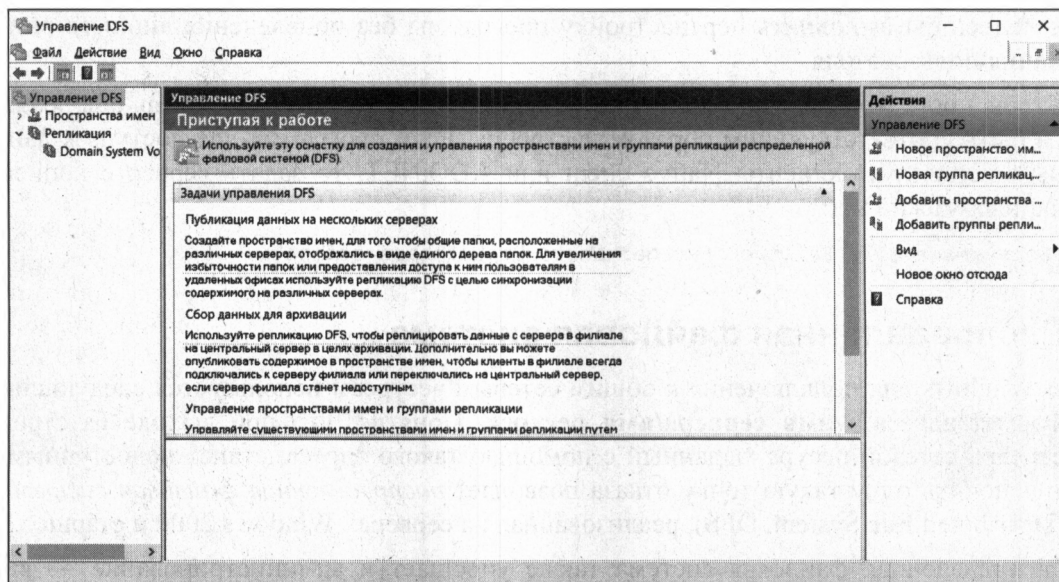 Управление DFS
Файл Действие Вид Окно Справка
Управление DFS
Пространства имен
Репликация
Domain System Vo
Управление DFS
Приступая к работе
Используйте эту оснастку для создания и управления пространствами имен и группами репликации распределенной
файловой системой (DFS).
Задачи управления DFS
Публикация данных на нескольких серверах
Создайте пространство имен, для того чтобы общие папки, расположенные на
различных серверах, отображались в виде единого дерева папок. Для увеличения
избыточности папок или предоставления доступа к ним пользователям в
удаленных офисах используйте репликацию DFS с целью синхронизации
содержимого на различных серверах.
Сбор данных для архивации
Используйте репликацию DFS, чтобы реплицировать данные с сервера в филиале
на центральный сервер в целях архивации. Дополнительно вы можете
опубликовать содержимое в пространстве имен, чтобы клиенты в филиале всегда
подключались к серверу филиала или переключались на центральный сервер,
если сервер филиала станет недоступным.
Управление пространствами имен и группами репликации
Управляйте существующими пространствами имен и группами репликации,
Действия
Управление DFS
Новое пространство им...
Новая группа репликац...
Добавить пространства ...
Добавить группы репли...
Вид
Новое окно отсюда
Справка